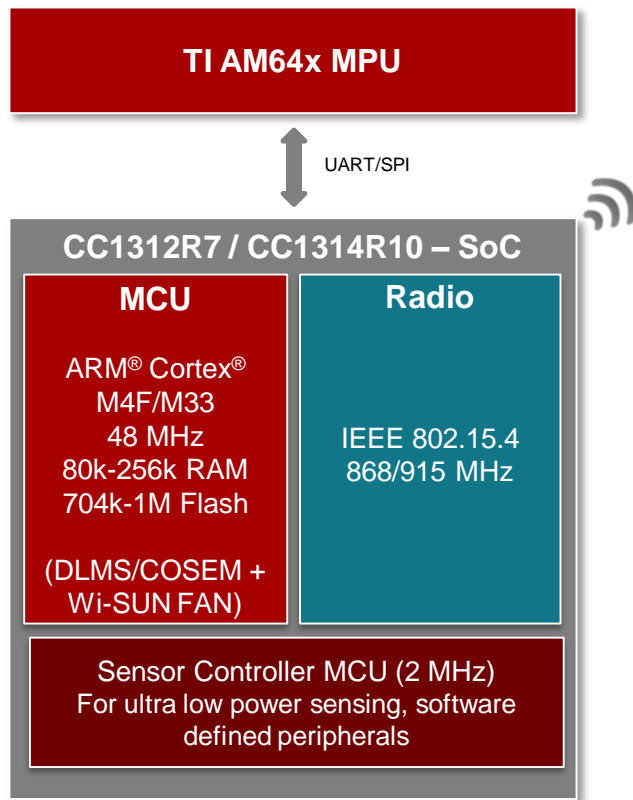 TI AM64x MPU
UART/SPI
CC1312R7 / CC1314R10 – SoC
MCU
ARM® Cortex®
M4F/M33
48 MHz
80k-256k RAM
704k-1M Flash
(DLMS/COSEM +
Wi-SUN FAN)
Radio
IEEE 802.15.4
868/915 MHz
Sensor Controller MCU (2 MHz)
For ultra low power sensing, software
defined peripherals